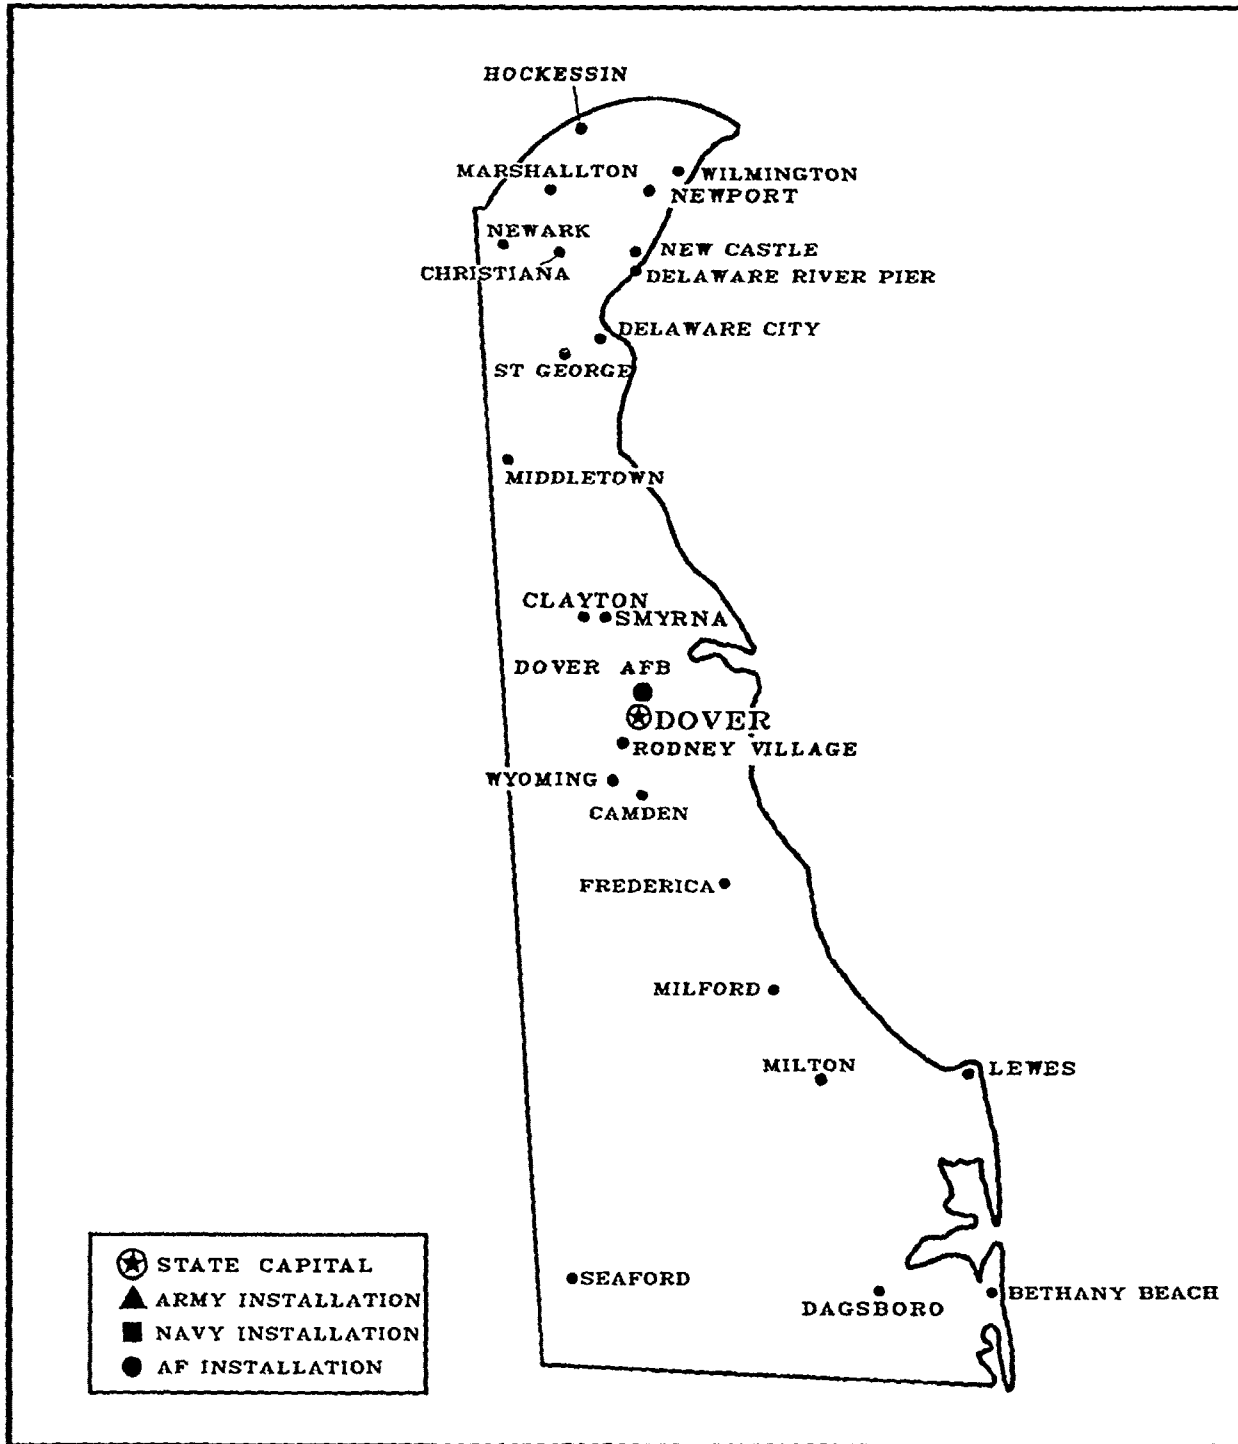 HOCKESSIN
MARSHALLTON
WILMINGTON
NEWPORT
NEWARK
NEW CASTLE
CHRISTIANA
DELAWARE RIVER PIER
DELAWARE CITY
ST GEORGE
MIDDLETOWN
CLAYTON
SMYRNA
DOVER AFB
DOVER
RODNEY VILLAGE
WYOMING
CAMDEN
FREDERICA
MILFORD
MILTON
LEWES
SEAFORD
DAGSBORO
BETHANY BEACH
STATE CAPITAL
ARMY INSTALLATION
NAVY INSTALLATION
AF INSTALLATION